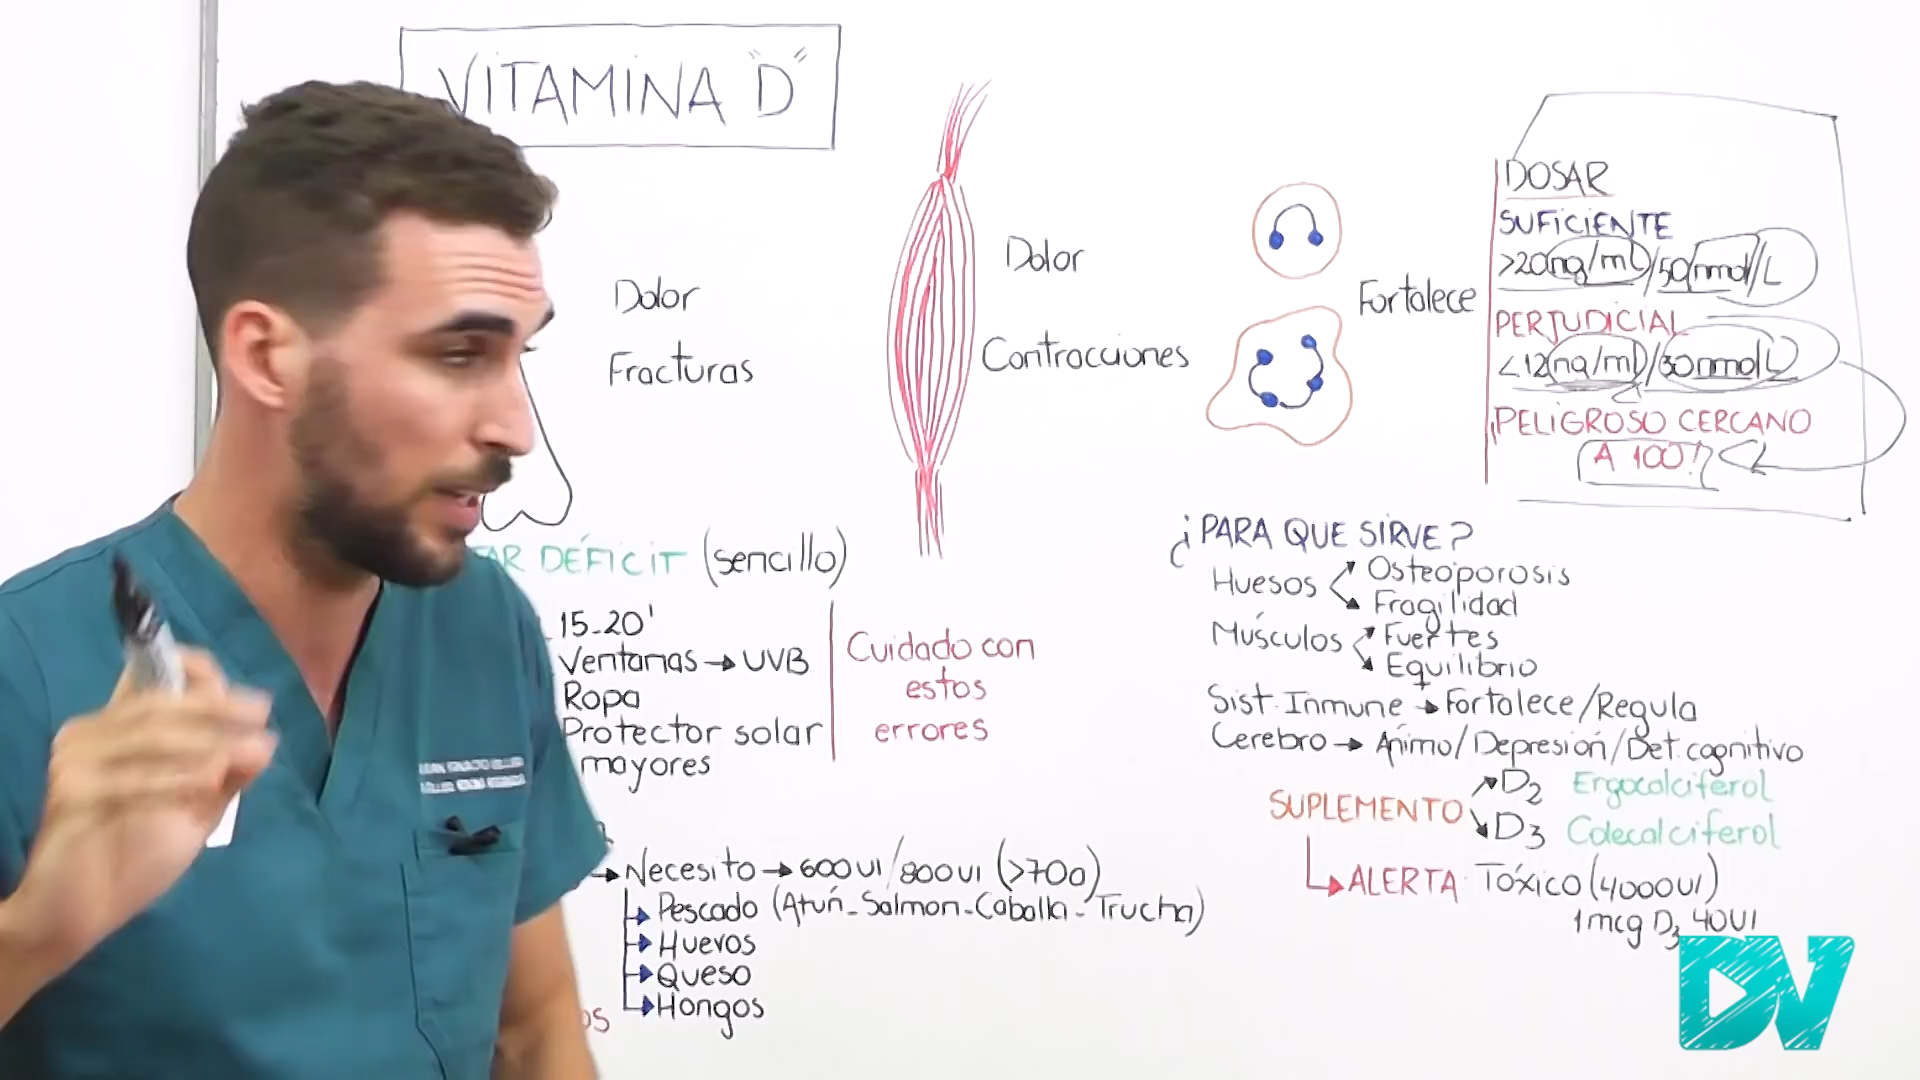 VITAMINA "D"
Dolor
Fracturas
Dolor
Contracciones
Fortalece
DOSAR
SUFICIENTE
>20ng/ml/50nmol/L
PERJUDICIAL
<12ng/ml/30nmol
PELIGROSO CERCANO
A 100!
DÉFICIT (sencillo)
15-20'
Ventanas → UVB
Ropa
Protector solar
mayores
Cuidado con
estos
errores
Necesito → 600UI/800UI (>70a)
Pescado (Atún-Salmon-Caballa-Trucha)
Huevos
Queso
Hongos
¿PARA QUE SIRVE?
Huesos
Osteoporosis
Fragilidad
Músculos
Fuertes
Equilibrio
Sist. Inmune → Fortalece/Regula
Cerebro → Animo/Depresión/Det. cognitivo
SUPLEMENTO
D2 Ergocalciferol
D3 Colecalciferol
ALERTA Tóxico (4000UI)
1mcg D3 40UI
DV